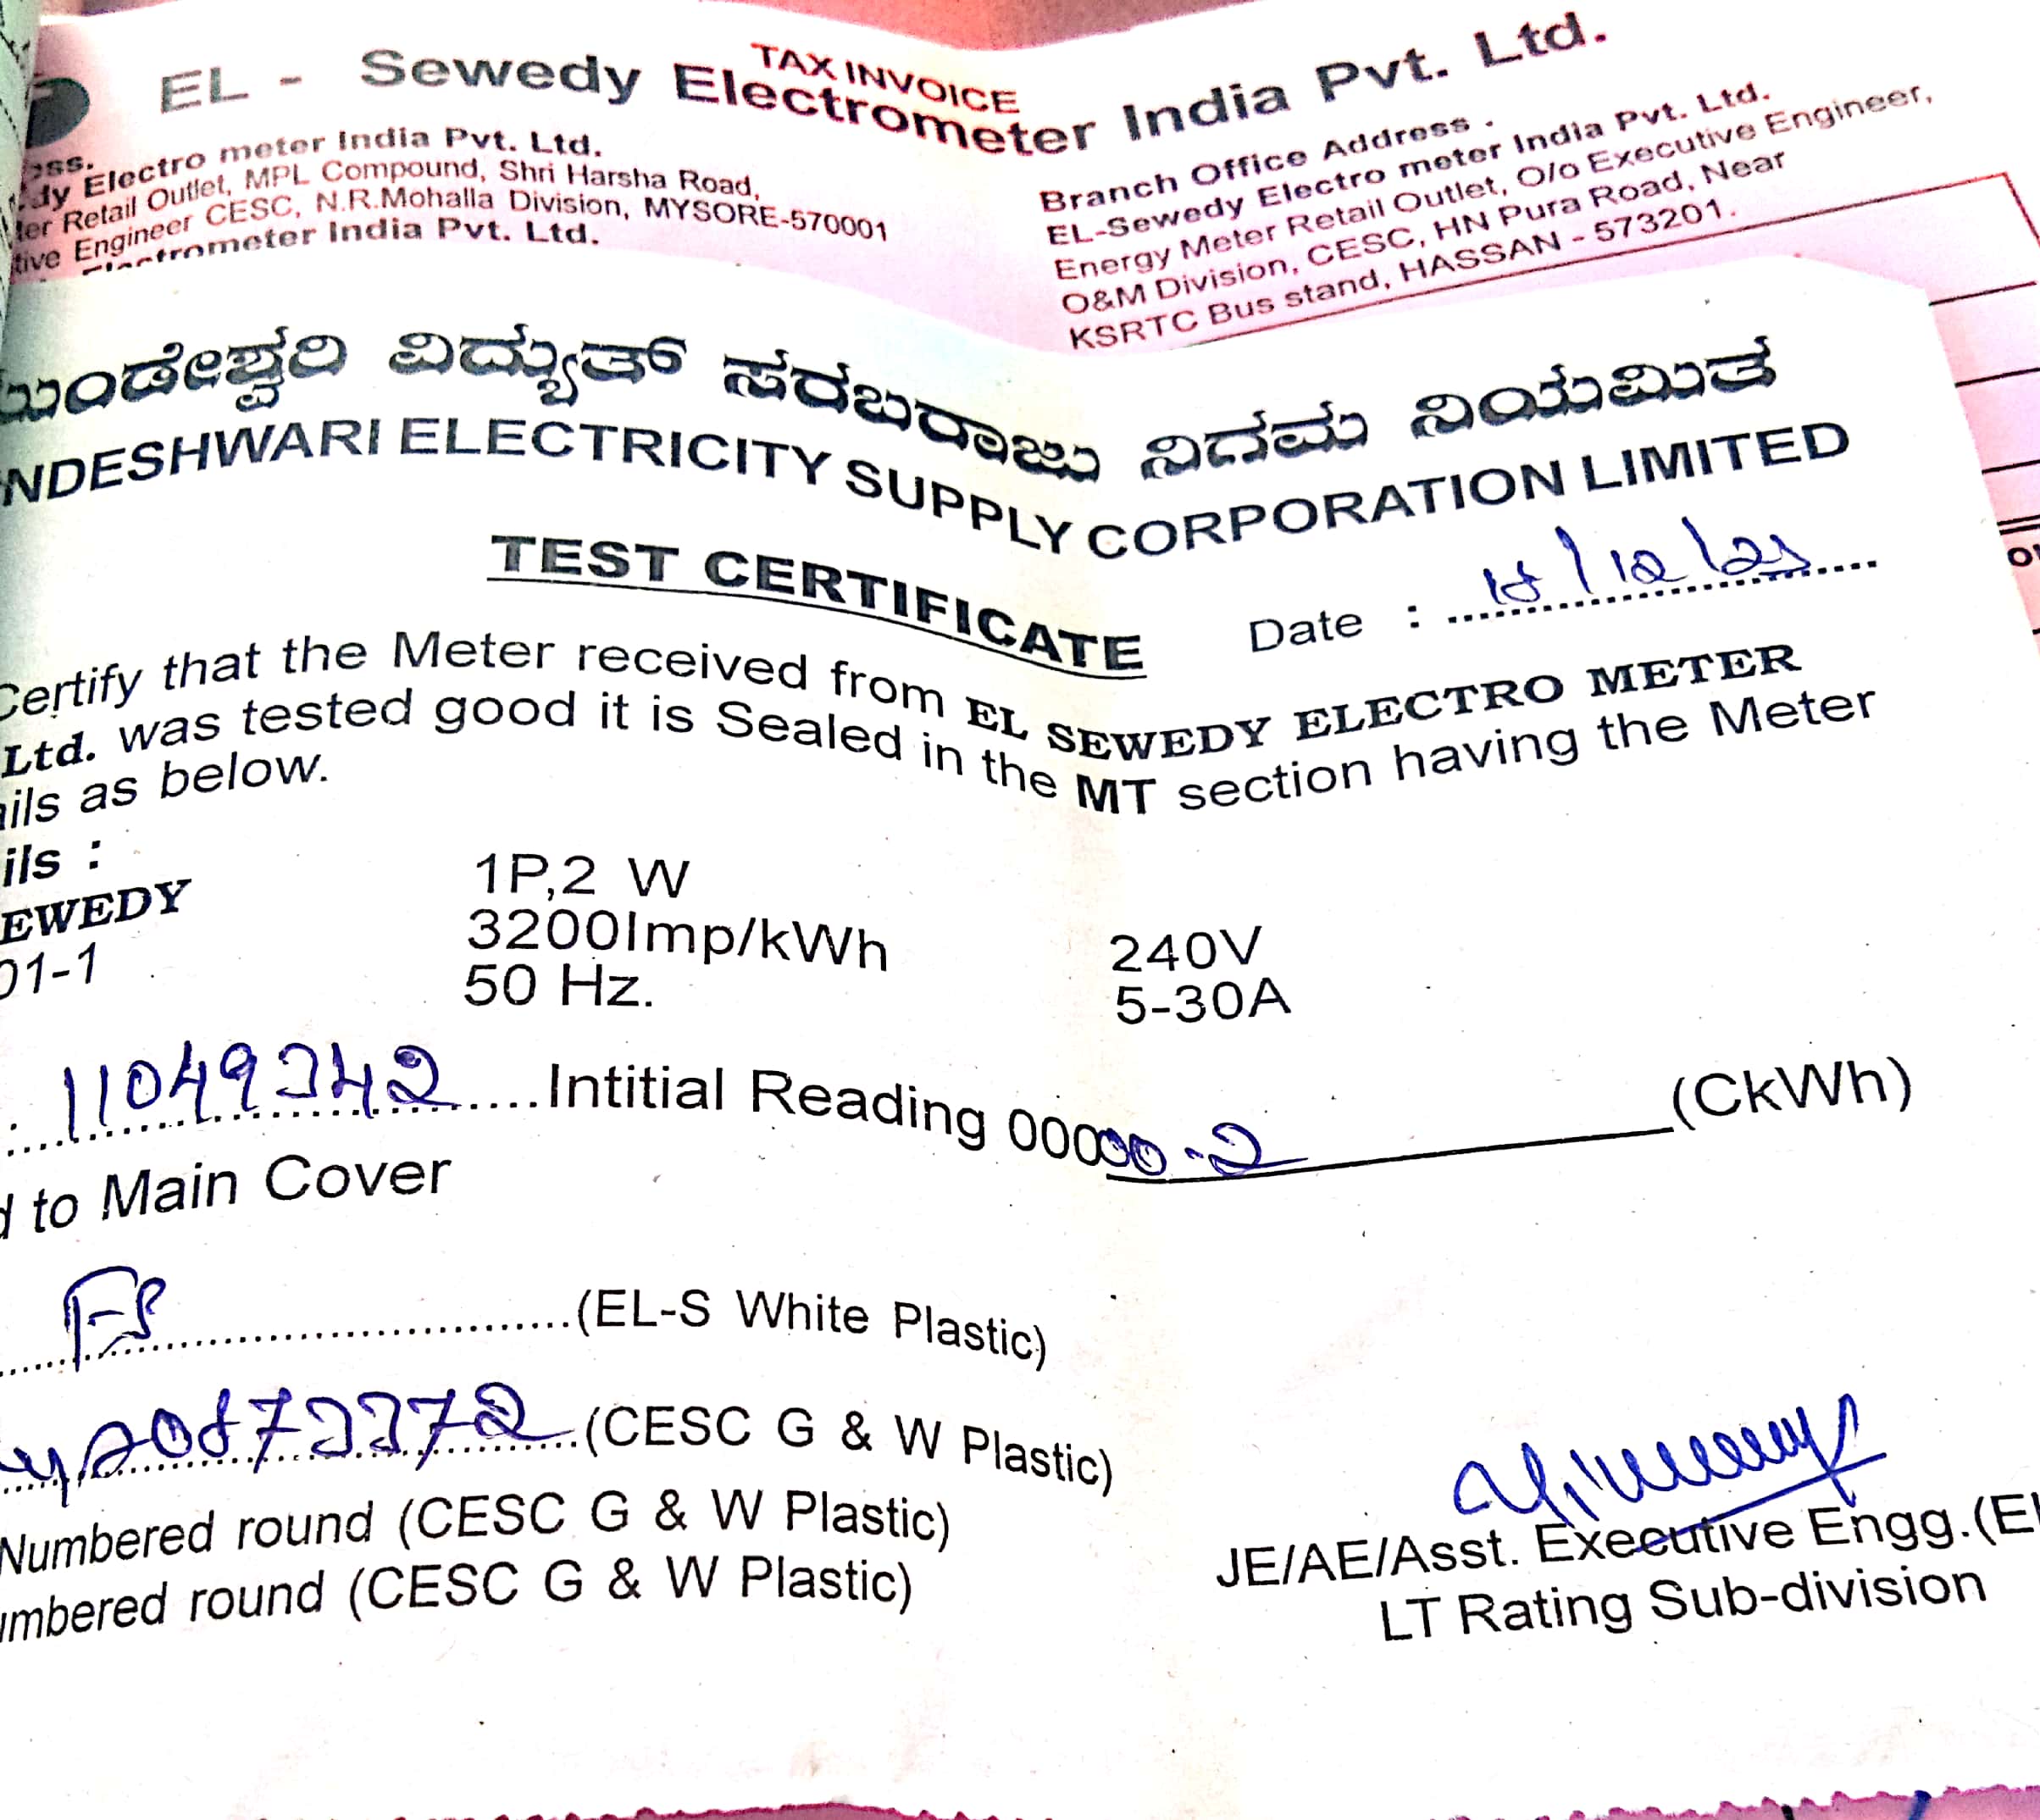 EL - Sewedy Electrometer India Pvt. Ltd.
TAX INVOICE
Electro meter India Pvt. Ltd.
Retail Outlet, MPL Compound, Shri Harsha Road,
Engineer CESC, N.R.Mohalla Division, MYSORE-570001
India Pvt. Ltd.
Branch Office Address .
EL-Sewedy Electro meter India Pvt. Ltd.
Energy Meter Retail Outlet, O/o Executive Engineer,
O&M Division, CESC, HN Pura Road, Near
KSRTC Bus stand, HASSAN - 573201.
ವಿದ್ಯುತ್ ಸರಬರಾಜು ನಿಗಮ ನಿಯಮಿತ
NDESHWARI ELECTRICITY SUPPLY CORPORATION LIMITED
TEST CERTIFICATE
Date :
Certify that the Meter received from EL SEWEDY ELECTRO METER
Ltd. was tested good it is Sealed in the MT section having the Meter
ils as below.
ils :
EWEDY 1P,2 W
01-1 3200Imp/kWh 240V
50 Hz. 5-30A
11049342 Intitial Reading 00000-2 (CkWh)
to Main Cover
(EL-S White Plastic)
(CESC G & W Plastic)
Numbered round (CESC G & W Plastic)
umbered round (CESC G & W Plastic)
JE/AE/Asst. Executive Engg.(El
LT Rating Sub-division